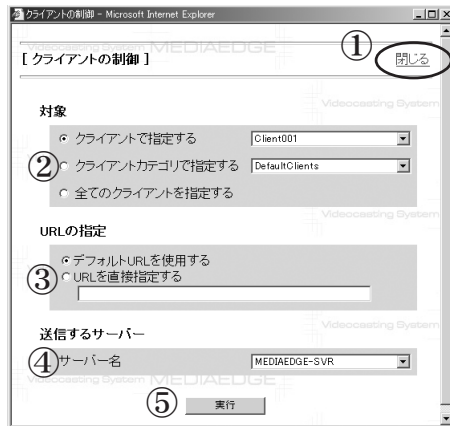 クライアントの制御 - Microsoft Internet Explorer
Videocasting System MEDIAEDGE
①
[ クライアントの制御 ]
閉じる
Videocasting System
対象
クライアントで指定する
Client001
②
クライアントカテゴリで指定する
DefaultClients
全てのクライアントを指定する
Videocasting System
URLの指定
デフォルトURLを使用する
③
URLを直接指定する
Videocasting System
送信するサーバー
④
サーバー名
MEDIAEDGE-SVR
Videocasting System MEDIAEDGE
⑤
実行